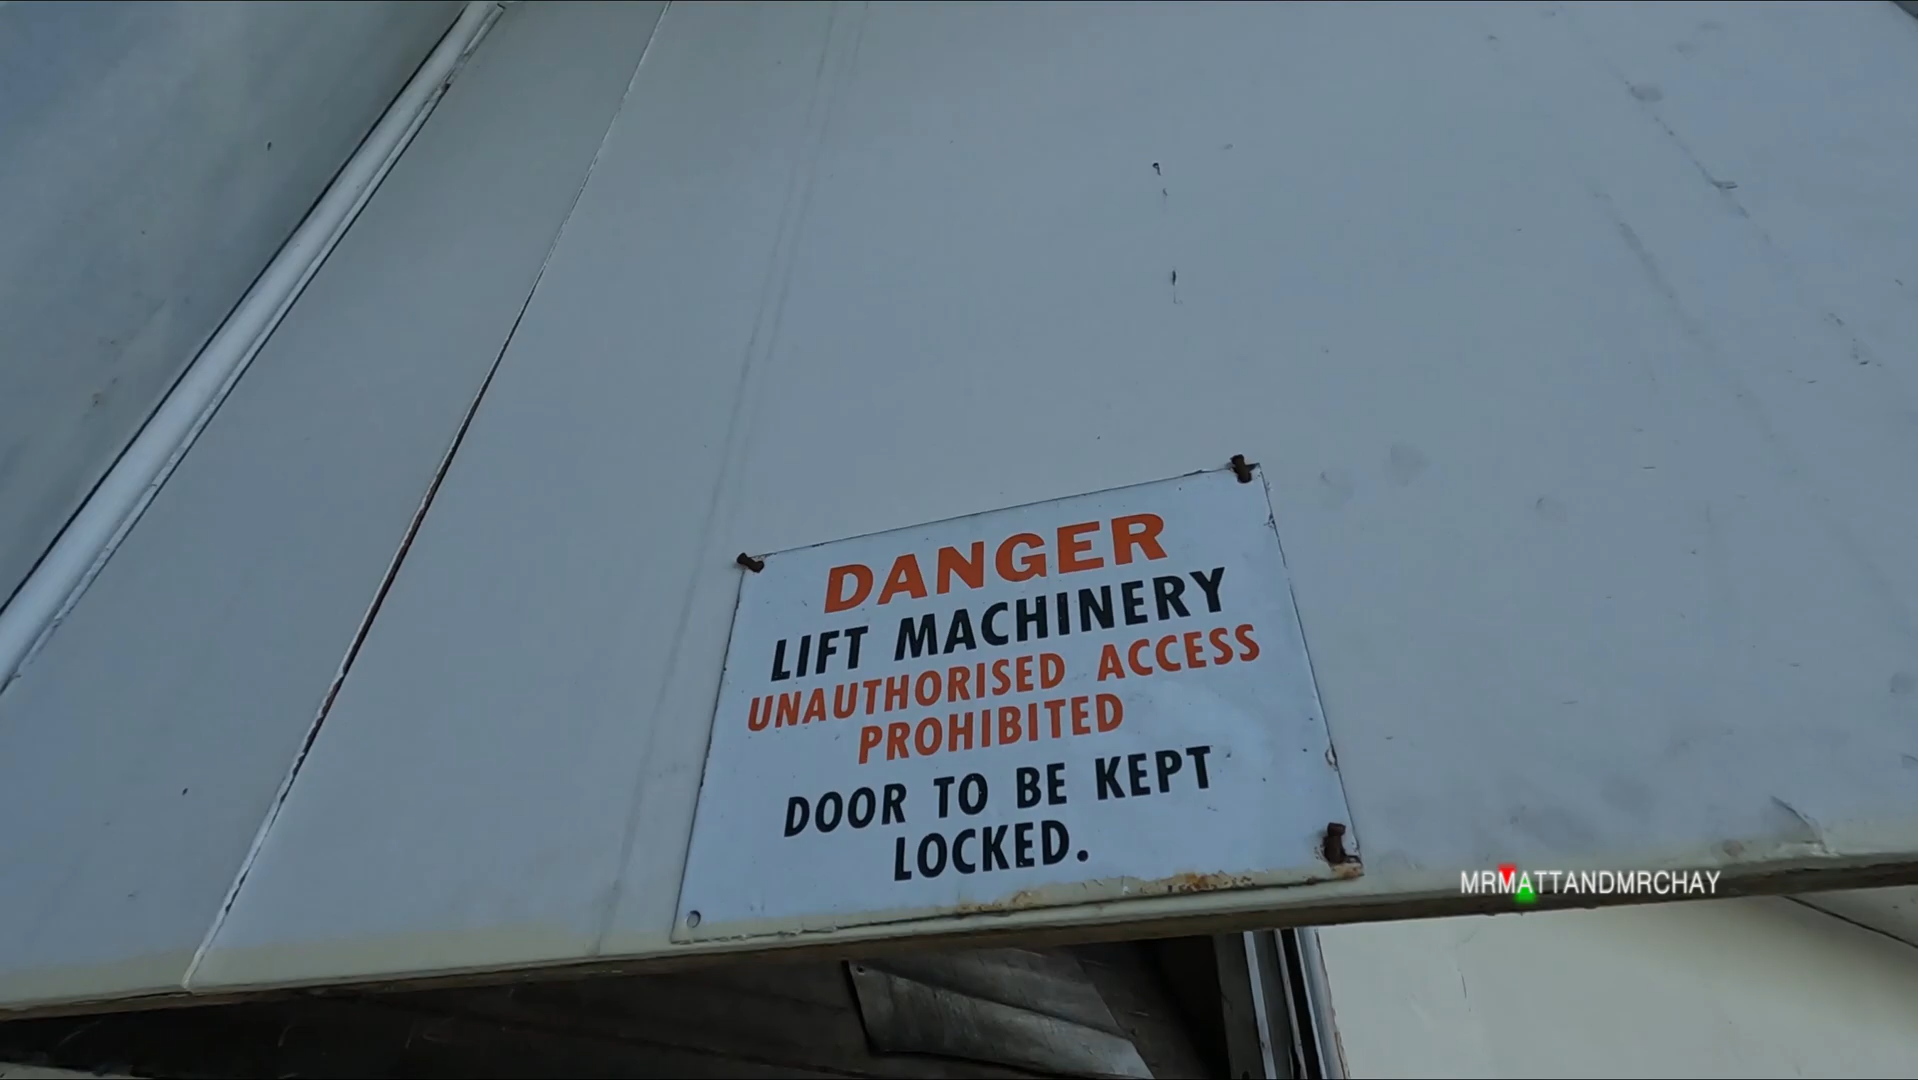 DANGER
LIFT MACHINERY
UNAUTHORISED ACCESS
PROHIBITED
DOOR TO BE KEPT
LOCKED.
MRMATTANDMRCHAY